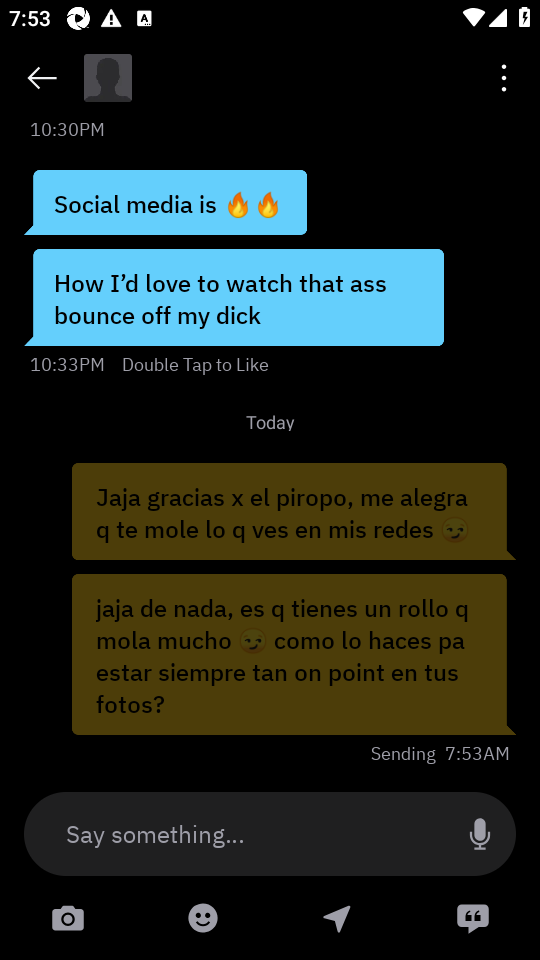 7:53
10:30PM
Social media is 🔥🔥
How I’d love to watch that ass
bounce off my dick
10:33PM Double Tap to Like
Today
Jaja gracias x el piropo, me alegra
q te mole lo q ves en mis redes 😏
jaja de nada, es q tienes un rollo q
mola mucho 😏 como lo haces pa
estar siempre tan on point en tus
fotos?
Sending 7:53AM
Say something...